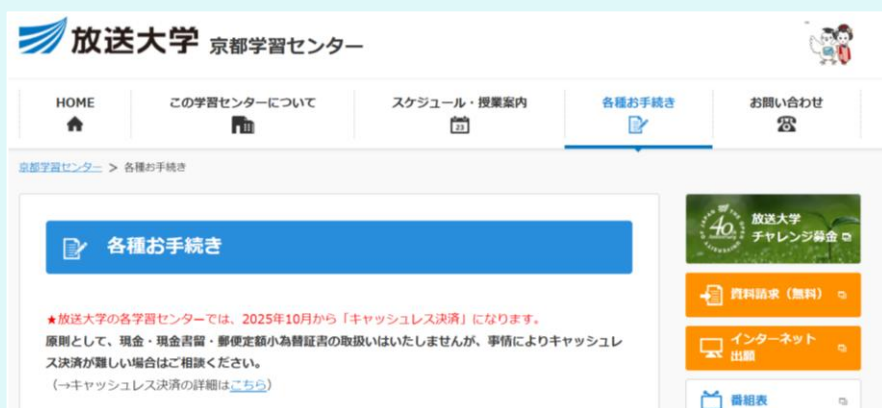 放送大学 京都学習センター
HOME
この学習センターについて
スケジュール・授業案内
各種お手続き
お問い合わせ
23
京都学習センター > 各種お手続き
各種お手続き
★放送大学の各学習センターでは、2025年10月から「キャッシュレス決済」になります。
原則として、現金・現金書留・郵便定額小為替証書の取扱いはいたしませんが、事情によりキャッシュレ
ス決済が難しい場合はご相談ください。
(→キャッシュレス決済の詳細はこちら)
40
放送大学
チャレンジ募金
資料請求（無料）
インターネット
出願
番組表